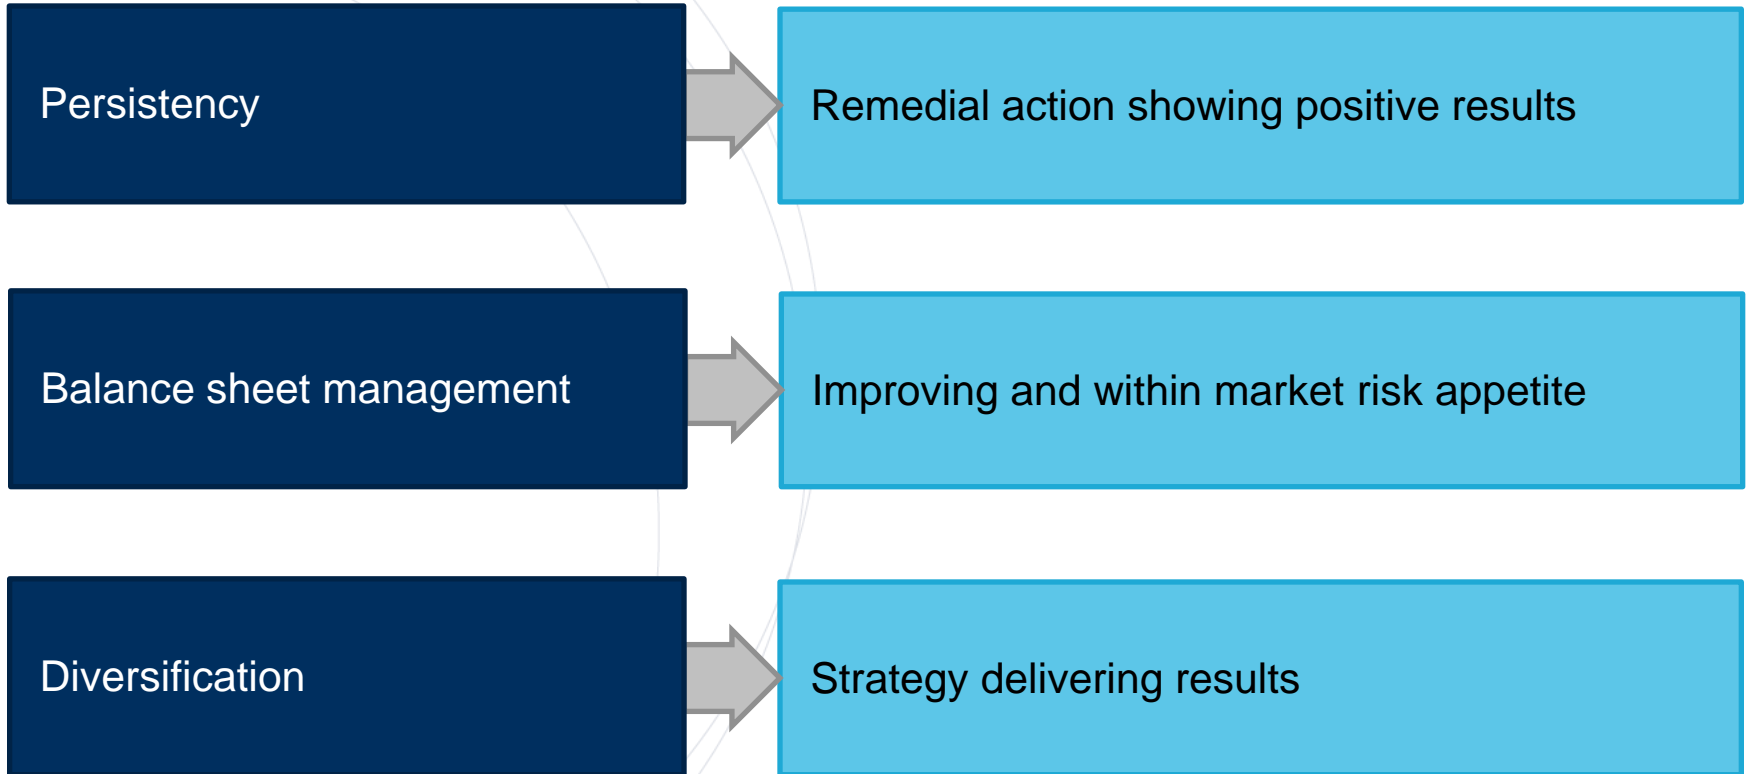 Persistency
Remedial action showing positive results
Balance sheet management
Improving and within market risk appetite
Diversification
Strategy delivering results